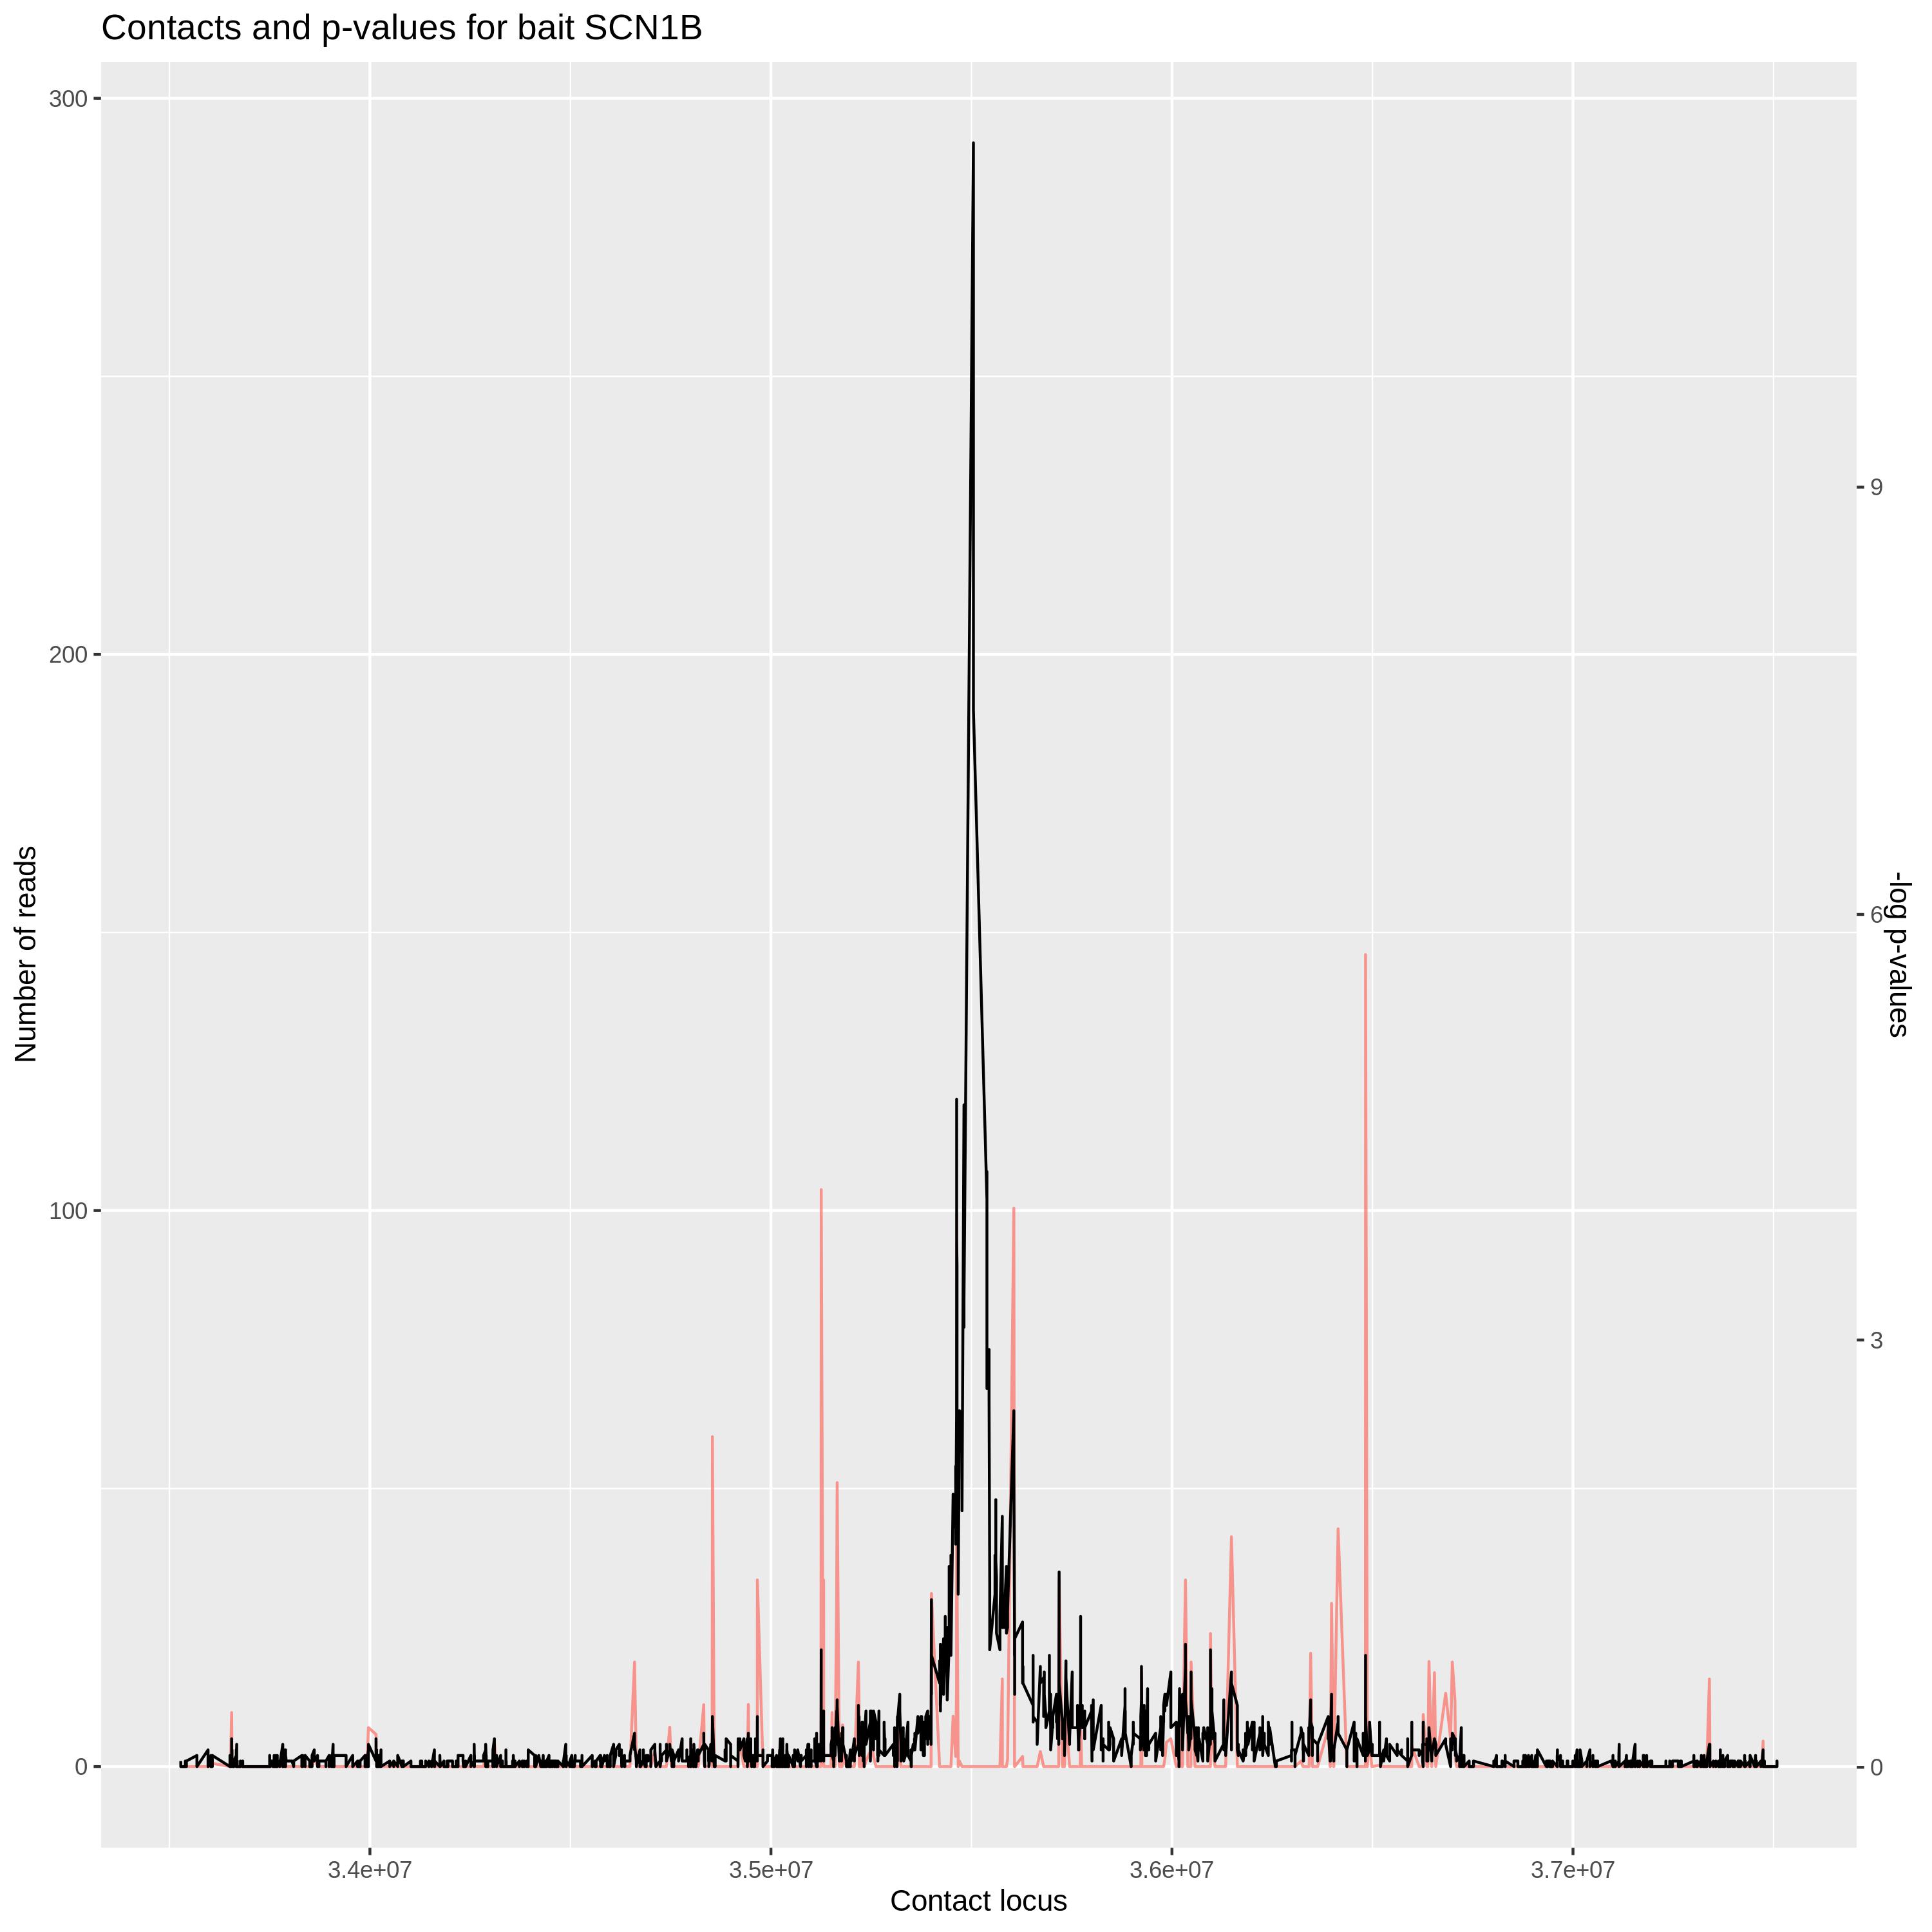 Contacts and p-values for bait SCN1B
300
200
100
0
Number of reads
9
6
3
0
-log p-values
3.4e+07
3.5e+07
3.6e+07
3.7e+07
Contact locus